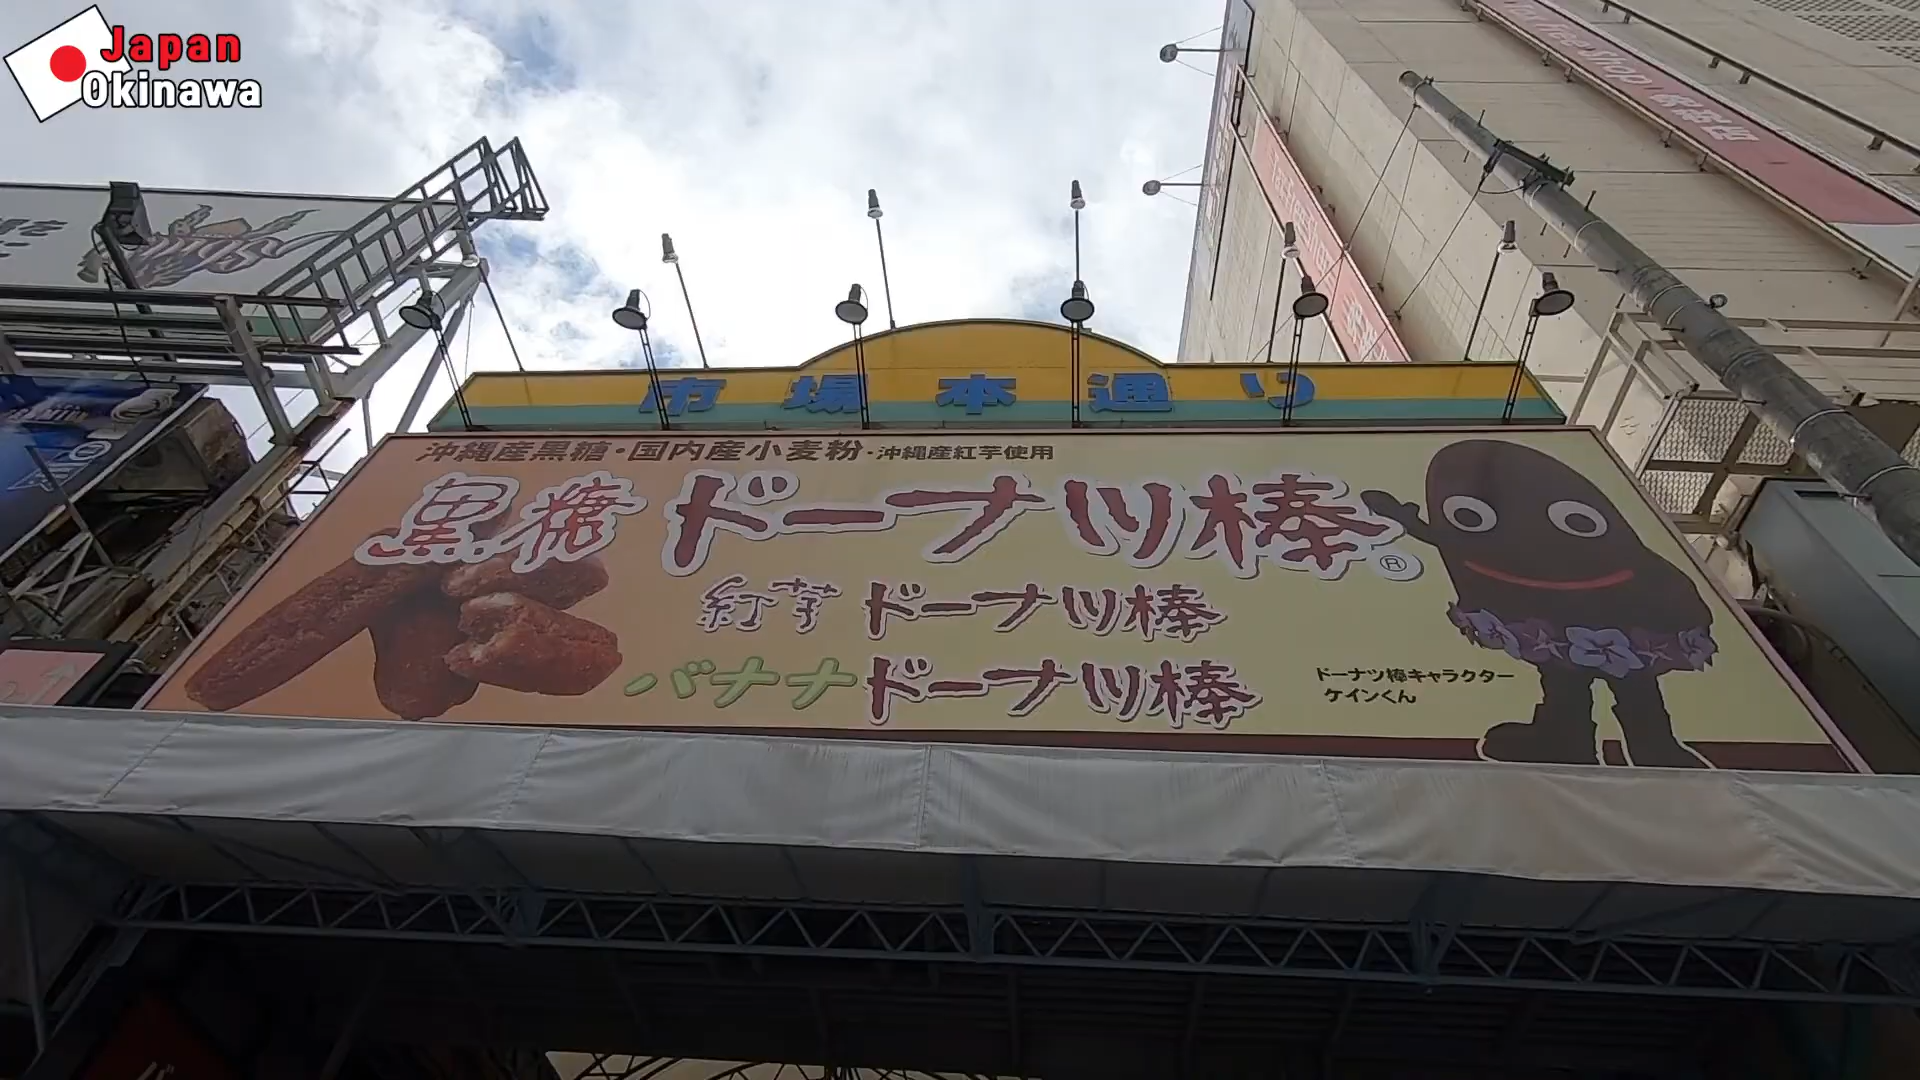 Japan
Okinawa
市場本通り
沖縄産黒糖・国内産小麦粉・沖縄産紅芋使用
黒糖ドーナツ棒®
紅芋ドーナツ棒
バナナドーナツ棒
ドーナツ棒キャラクター
ケインくん